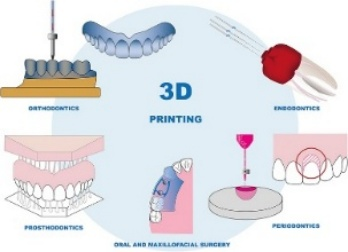 3D
PRINTING
ORTHODONTICS
ENDODONTICS
PROSTHODONTICS
PERIODONTICS
ORAL AND MAXILLOFACIAL SURGERY